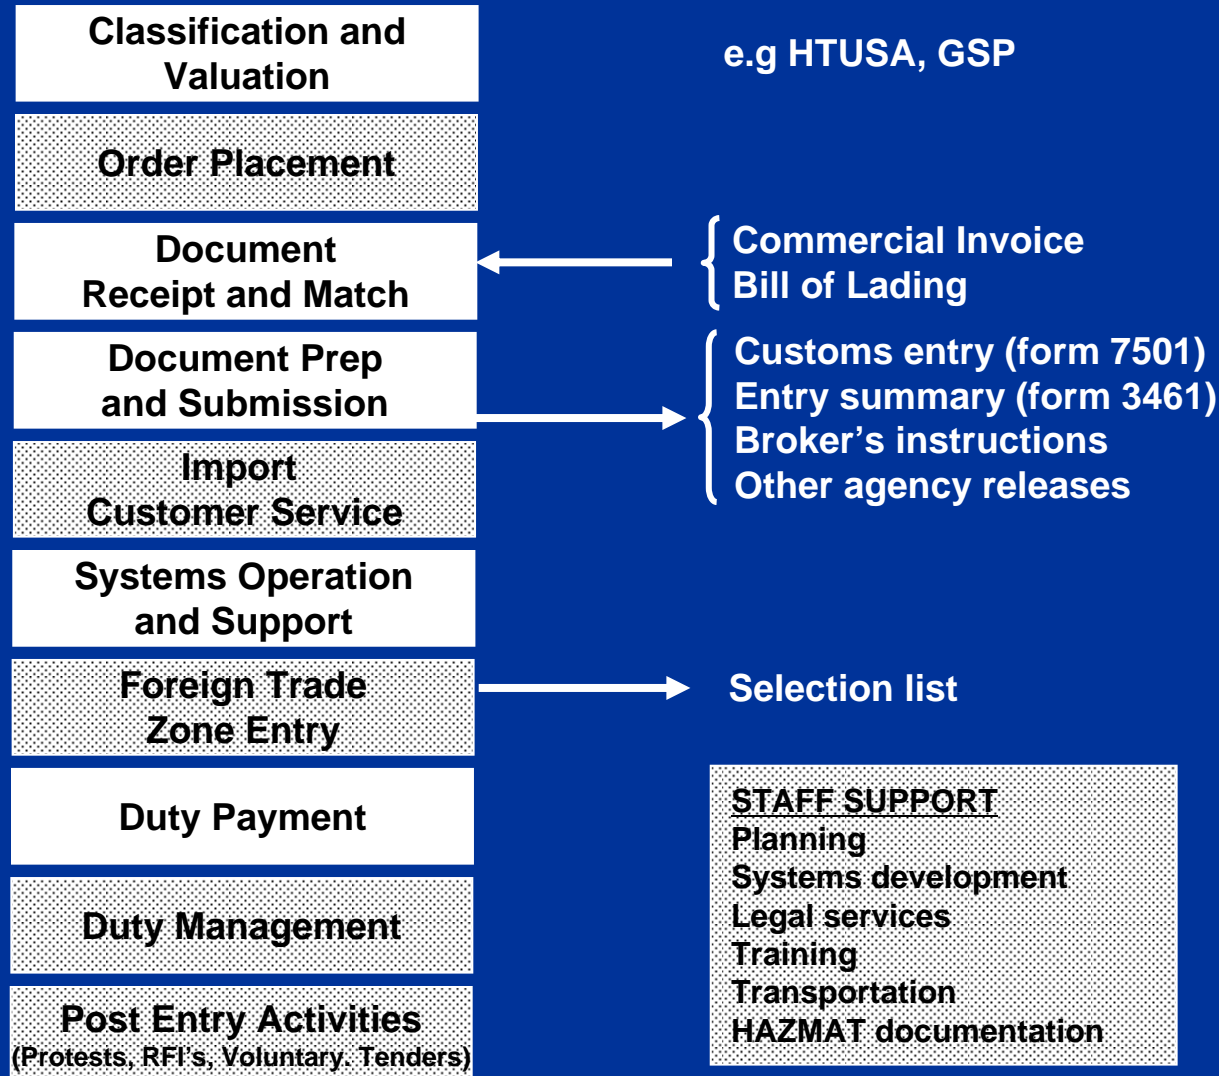 Classification and
Valuation
e.g HTUSA, GSP
Order Placement
Document
Receipt and Match
Commercial Invoice
Bill of Lading
Document Prep
and Submission
Customs entry (form 7501)
Entry summary (form 3461)
Broker’s instructions
Other agency releases
Import
Customer Service
Systems Operation
and Support
Foreign Trade
Zone Entry
Selection list
Duty Payment
Duty Management
Post Entry Activities
(Protests, RFI’s, Voluntary. Tenders)
STAFF SUPPORT
Planning
Systems development
Legal services
Training
Transportation
HAZMAT documentation